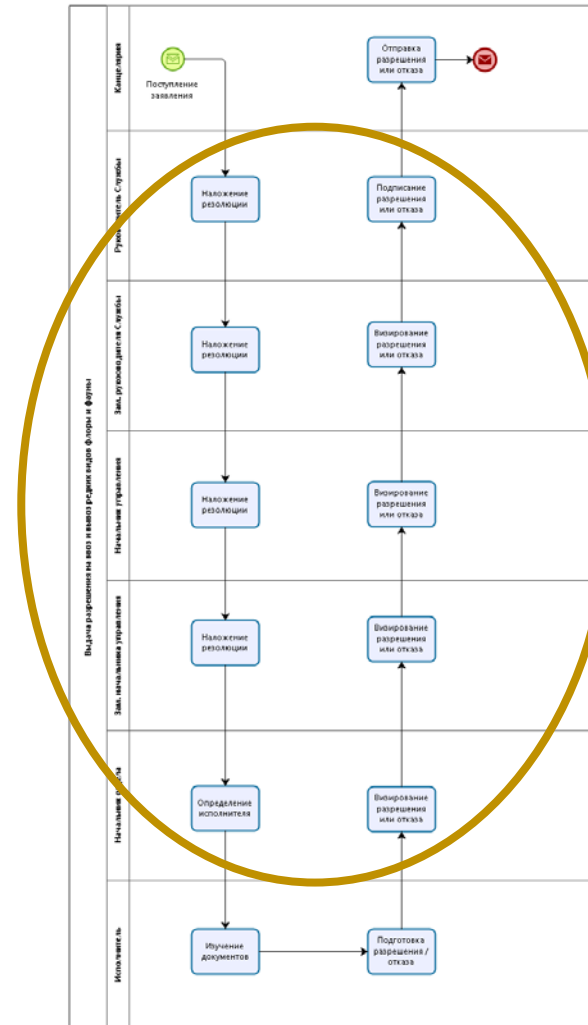 Выдача разрешения на ввоз и вывоз редких видов флоры и фауны
Канцелярия
Поступление
заявления
Отправка
разрешения
или отказа
Службы
Наложение
резолюции
Подписание
разрешения
или отказа
Зам. руководителя Службы
Наложение
резолюции
Визирование
разрешения
или отказа
Начальник управления
Наложение
резолюции
Визирование
разрешения
или отказа
Зам. начальника управления
Наложение
резолюции
Визирование
разрешения
или отказа
Начальник
Определение
исполнителя
Визирование
разрешения
или отказа
Исполнитель
Изучение
документов
Подготовка
разрешения /
отказа